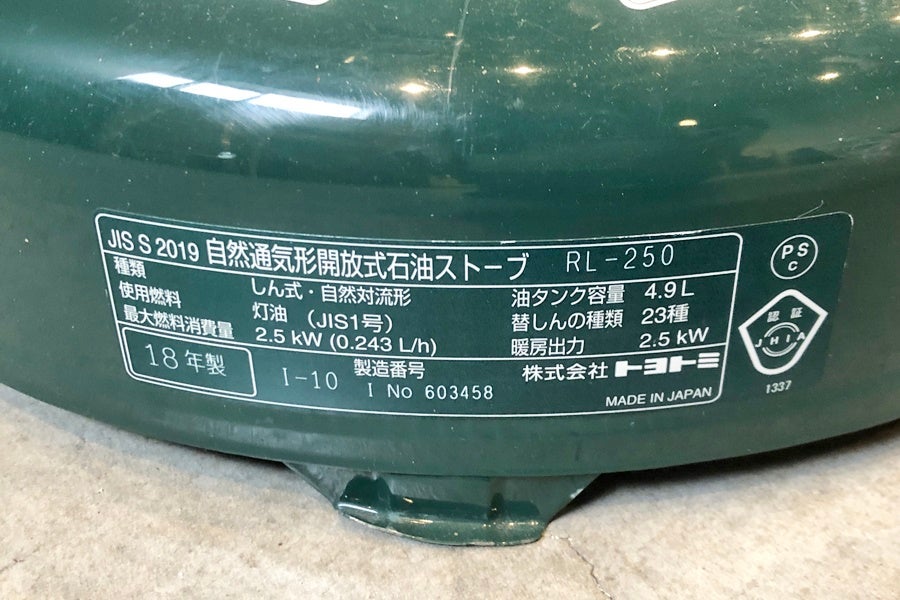 JIS S 2019 自然通気形開放式石油ストーブ RL-250
種類 しん式・自然対流形 油タンク容量 4.9 L
使用燃料 灯油 (JIS1号) 替しんの種類 23種
最大燃料消費量 2.5 kW (0.243 L/h) 暖房出力 2.5 kW
18年製 I-10 製造番号 株式会社トヨトミ
I No 603458
MADE IN JAPAN
PS
C
認証
JHIA
1337